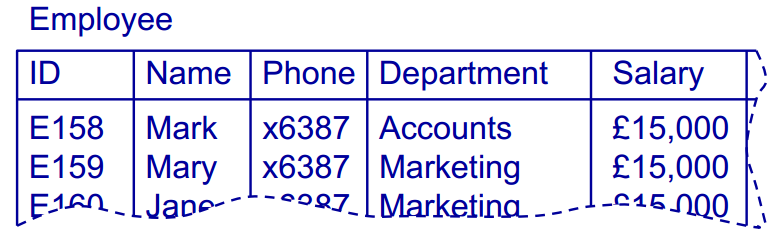 Employee
ID Name Phone Department Salary
E158 Mark x6387 Accounts £15,000
E159 Mary x6387 Marketing £15,000
E160 Jane x6387 Marketing £15,000